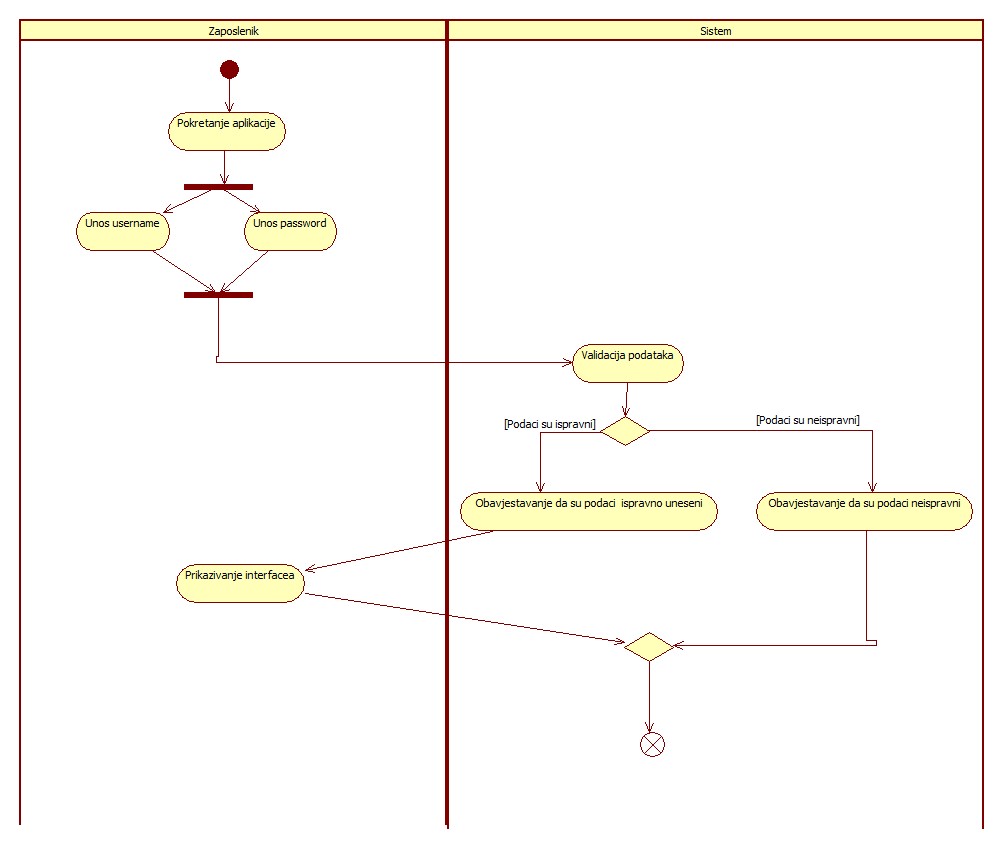 Zaposlenik
Sistem
Pokretanje aplikacije
Unos username
Unos password
Validacija podataka
[Podaci su ispravni]
[Podaci su neispravni]
Obavjestavanje da su podaci  ispravno uneseni
Obavjestavanje da su podaci neispravni
Prikazivanje interfacea